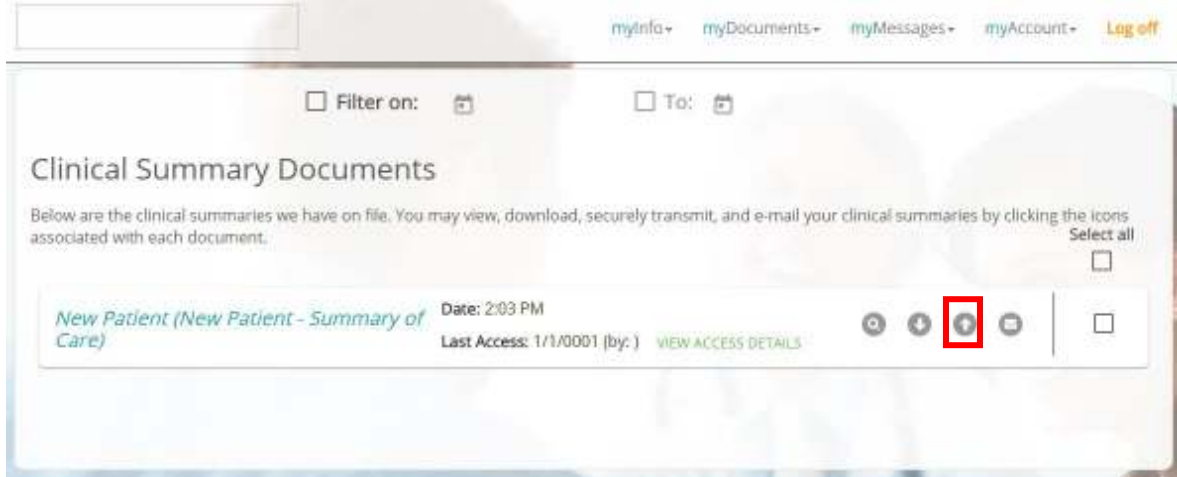 myInfo myDocuments myMessages myAccount Log off
Filter on: To:
Clinical Summary Documents
Below are the clinical summaries we have on file. You may view, download, securely transmit, and e-mail your clinical summaries by clicking the icons
associated with each document.
Select all
New Patient (New Patient - Summary of
Care)
Date: 2:03 PM
Last Access: 1/1/0001 (by: ) VIEW ACCESS DETAILS